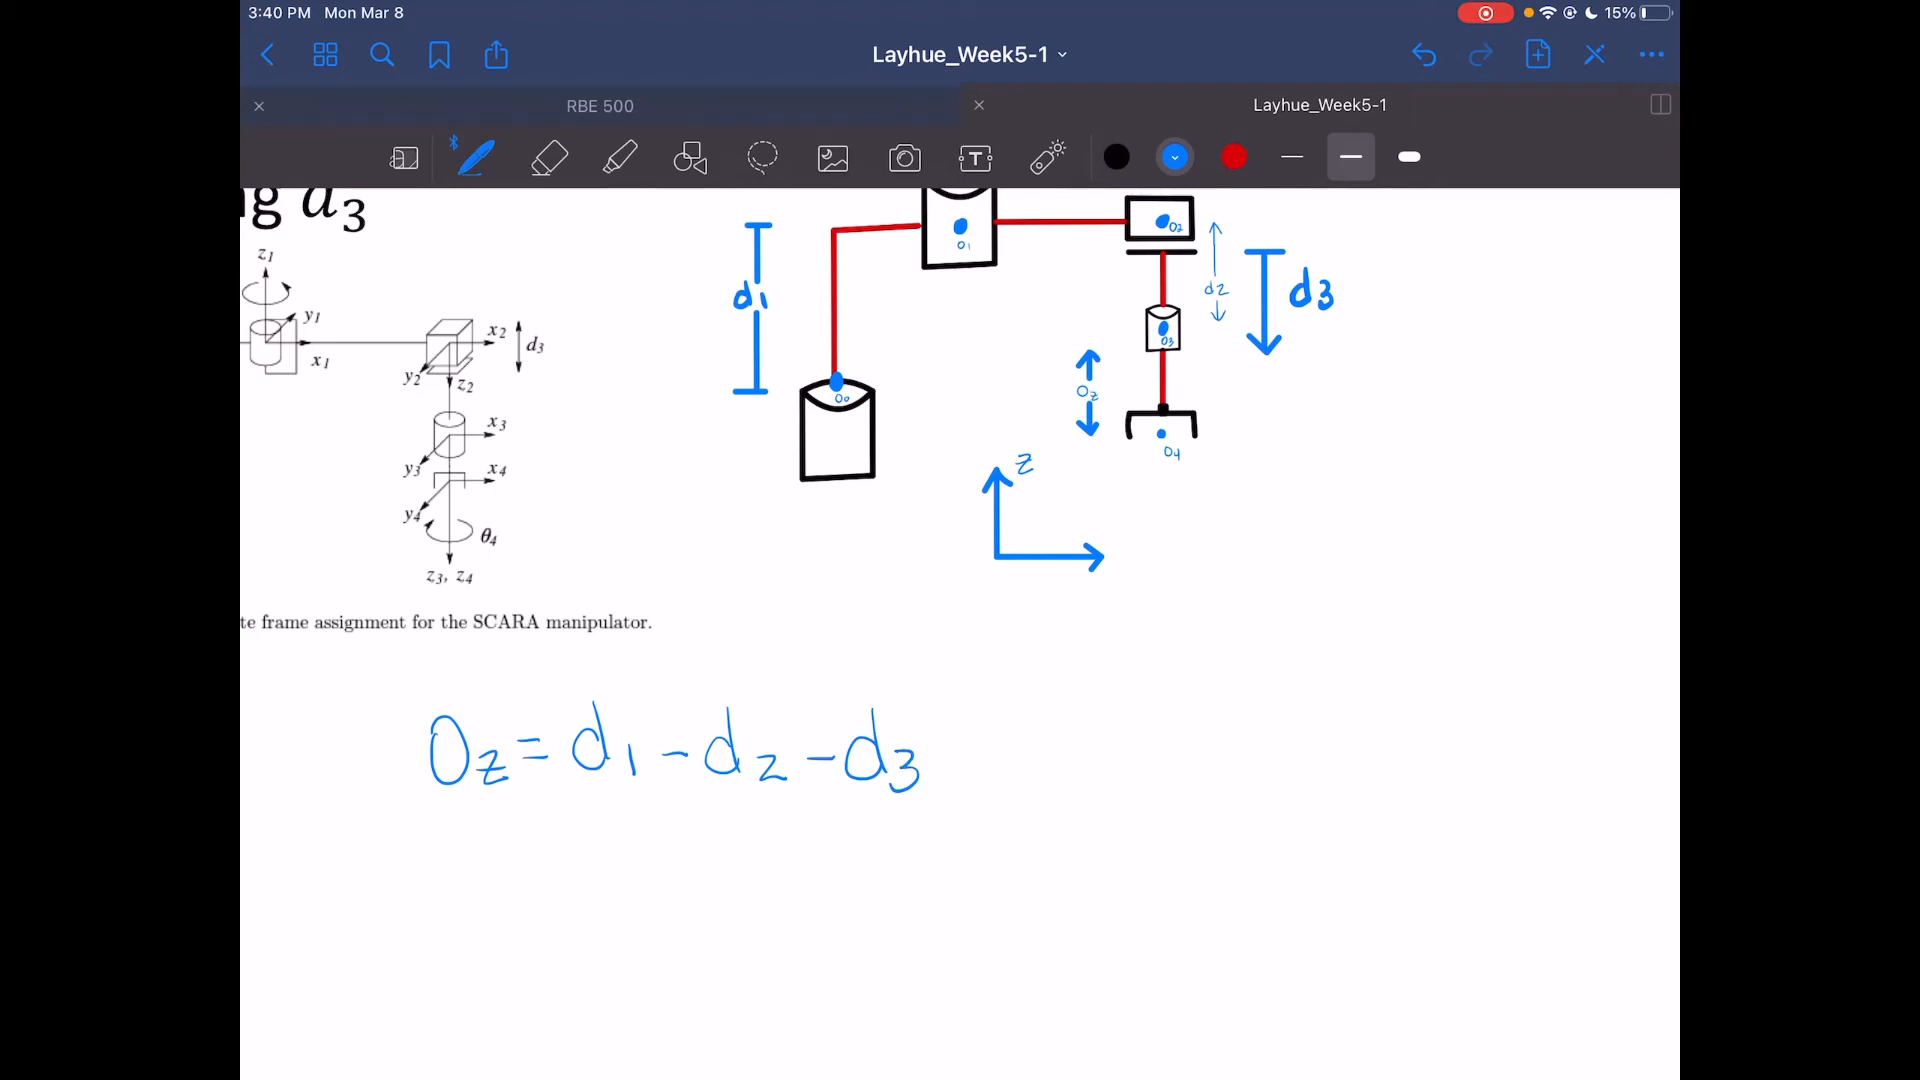 3:40 PM Mon Mar 8
15%
Layhue_Week5-1
RBE 500
Layhue_Week5-1
T
ng d3
z1
y1
x1
x2
d3
y2
z2
x3
y3
x4
y4
θ4
z3, z4
te frame assignment for the SCARA manipulator.
d1
O0
O1
O2
d2
d3
O3
Oz
O4
z
Oz = d1 - d2 - d3